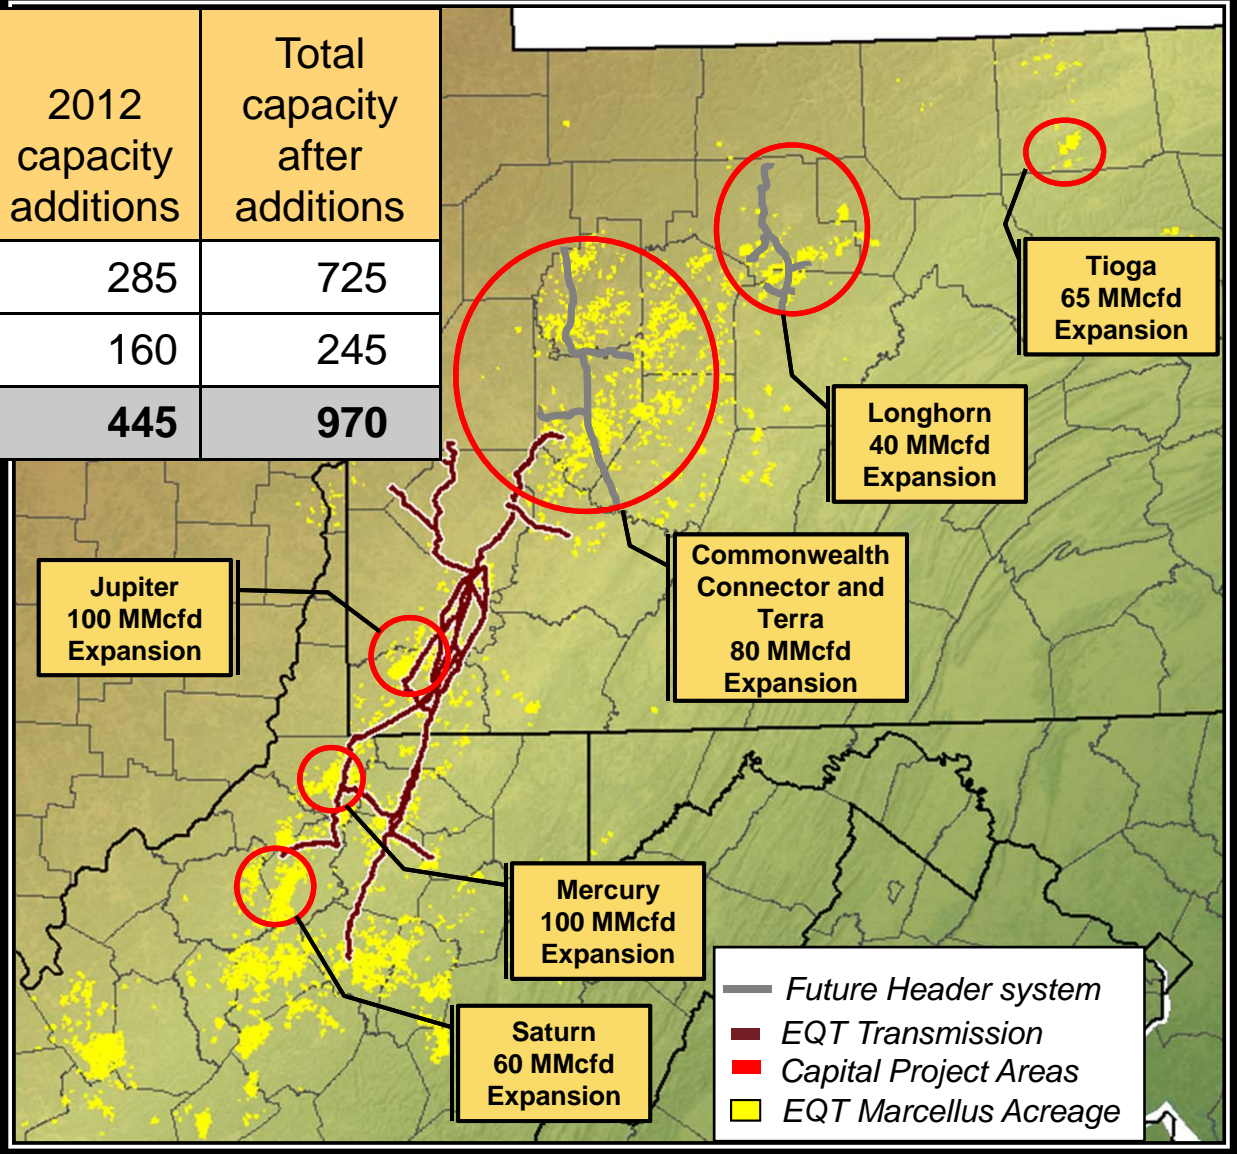 2012
capacity
additions
Total
capacity
after
additions
285
725
160
245
445
970
Tioga
65 MMcfd
Expansion
Longhorn
40 MMcfd
Expansion
Commonwealth
Connector and
Terra
80 MMcfd
Expansion
Jupiter
100 MMcfd
Expansion
Mercury
100 MMcfd
Expansion
Saturn
60 MMcfd
Expansion
Future Header system
EQT Transmission
Capital Project Areas
EQT Marcellus Acreage